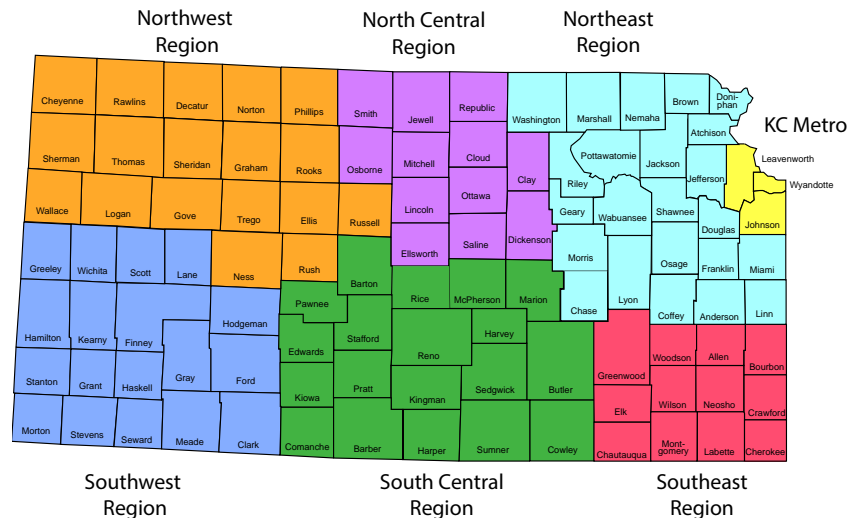 Northwest
Region
North Central
Region
Northeast
Region
KC Metro
Cheyenne
Rawlins
Decatur
Norton
Phillips
Smith
Jewell
Republic
Washington
Marshall
Nemaha
Brown
Doni-
phan
Sherman
Thomas
Sheridan
Graham
Rooks
Osborne
Mitchell
Cloud
Clay
Riley
Pottawatomie
Jackson
Atchison
Jefferson
Leavenworth
Wyandotte
Wallace
Logan
Gove
Trego
Ellis
Russell
Lincoln
Ottawa
Saline
Dickenson
Geary
Wabuansee
Shawnee
Douglas
Johnson
Greeley
Wichita
Scott
Lane
Ness
Rush
Barton
Ellsworth
Rice
McPherson
Marion
Morris
Chase
Lyon
Osage
Franklin
Miami
Hamilton
Kearny
Finney
Hodgeman
Pawnee
Edwards
Stafford
Reno
Harvey
Coffey
Anderson
Linn
Stanton
Grant
Haskell
Gray
Ford
Kiowa
Pratt
Kingman
Sedgwick
Butler
Greenwood
Woodson
Allen
Bourbon
Elk
Wilson
Neosho
Crawford
Morton
Stevens
Seward
Meade
Clark
Comanche
Barber
Harper
Sumner
Cowley
Chautauqua
Mont-
gomery
Labette
Cherokee
Southwest
Region
South Central
Region
Southeast
Region